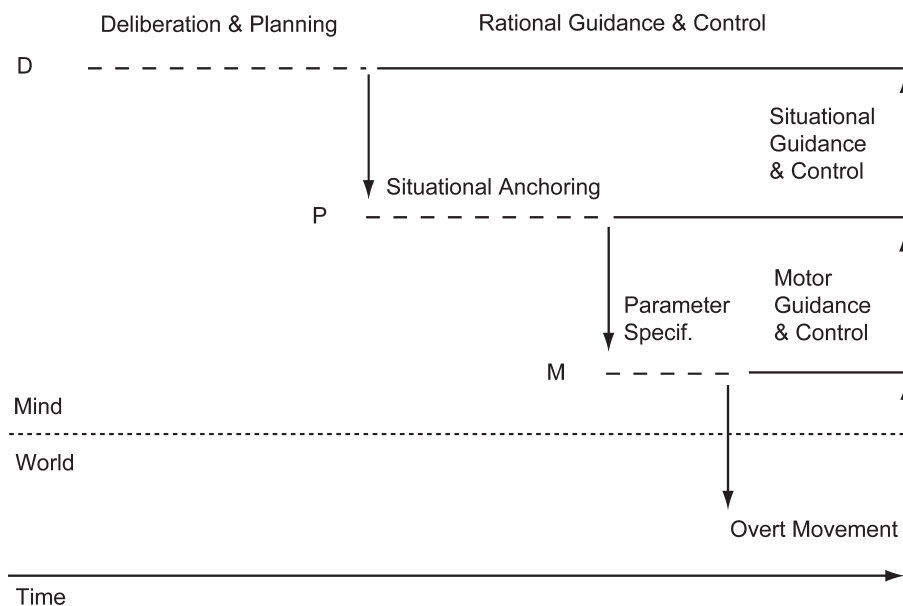 Deliberation & Planning
Rational Guidance & Control
D
Situational
Guidance
& Control
Situational Anchoring
P
Motor
Guidance
& Control
Parameter
Specif.
M
Mind
World
Overt Movement
Time